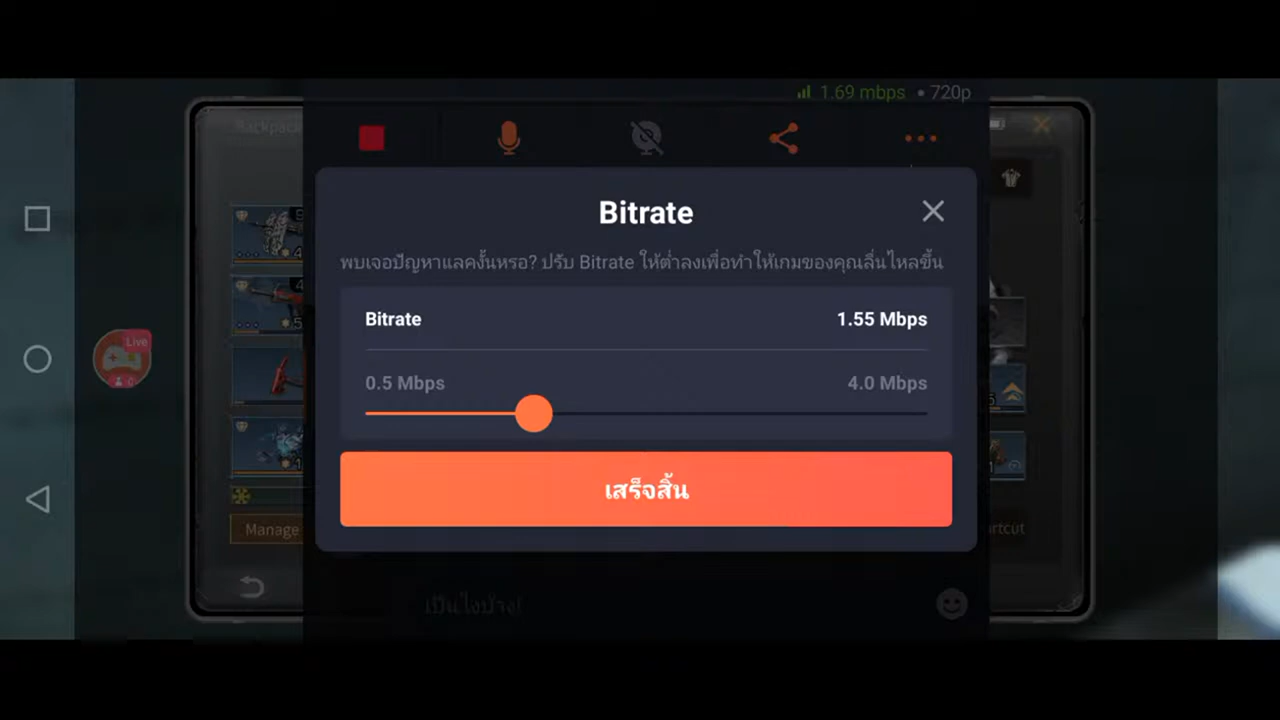 1.69 mbps • 720p
Backpack
Live
0
Bitrate
พบเจอปัญหาแลคงั้นหรอ? ปรับ Bitrate ให้ต่ำลงเพื่อทำให้เกมของคุณลื่นไหลขึ้น
Bitrate 1.55 Mbps
0.5 Mbps 4.0 Mbps
เสร็จสิ้น
Manage
เป็นไงบ้าง!